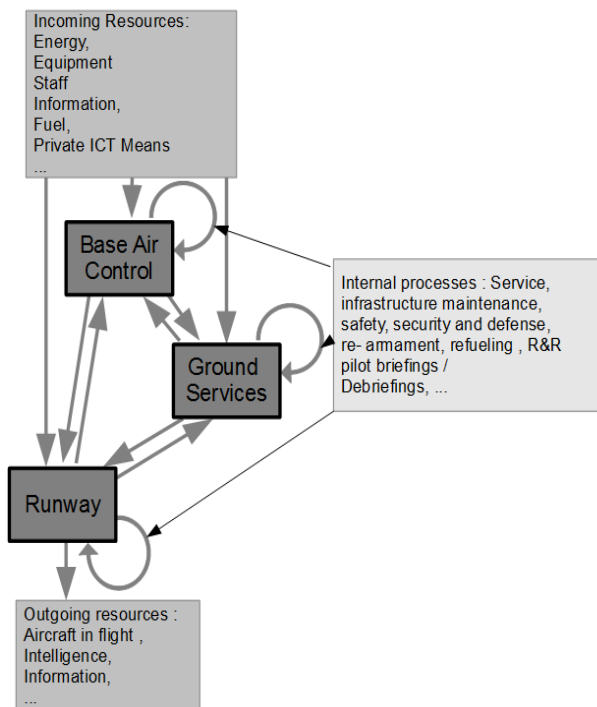 Incoming Resources:
Energy,
Equipment
Staff
Information,
Fuel,
Private ICT Means
...
Base Air
Control
Internal processes : Service,
infrastructure maintenance,
safety, security and defense,
re- armament, refueling , R&R
pilot briefings /
Debriefings, ...
Ground
Services
Runway
Outgoing resources :
Aircraft in flight ,
Intelligence,
Information,
...